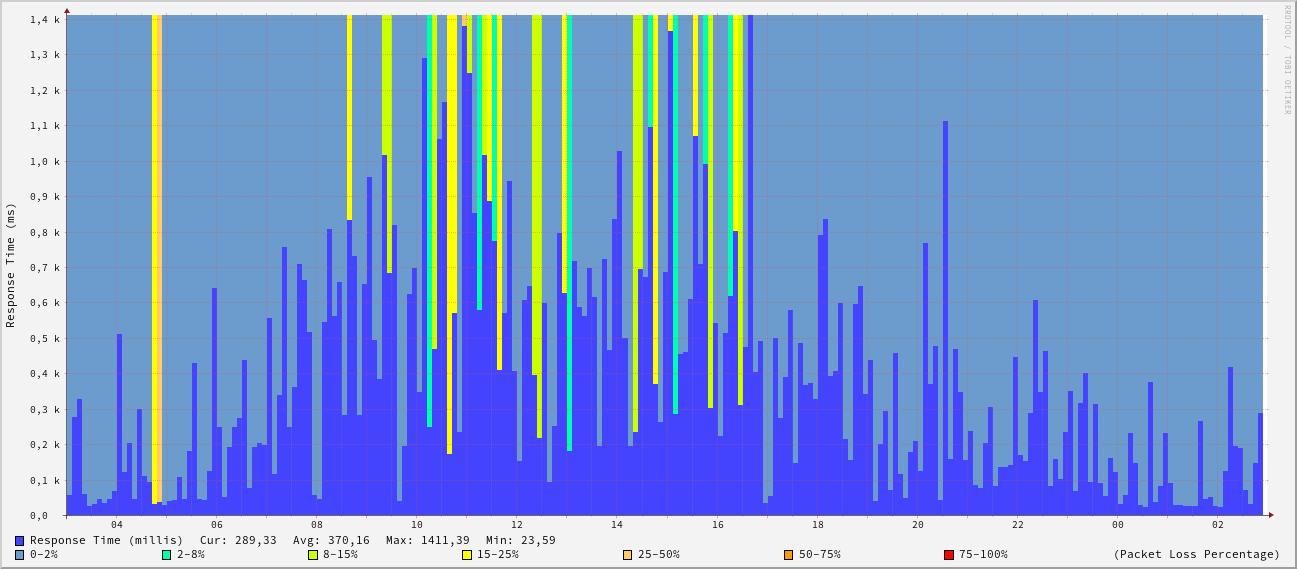 RRDTOOL / TOBI OETIKER
Response Time (ms)
1,4 k
1,3 k
1,2 k
1,1 k
1,0 k
0,9 k
0,8 k
0,7 k
0,6 k
0,5 k
0,4 k
0,3 k
0,2 k
0,1 k
0,0
04 06 08 10 12 14 16 18 20 22 00 02
Response Time (millis) Cur: 289,33 Avg: 370,16 Max: 1411,39 Min: 23,59
0-2% 2-8% 8-15% 15-25% 25-50% 50-75% 75-100% (Packet Loss Percentage)